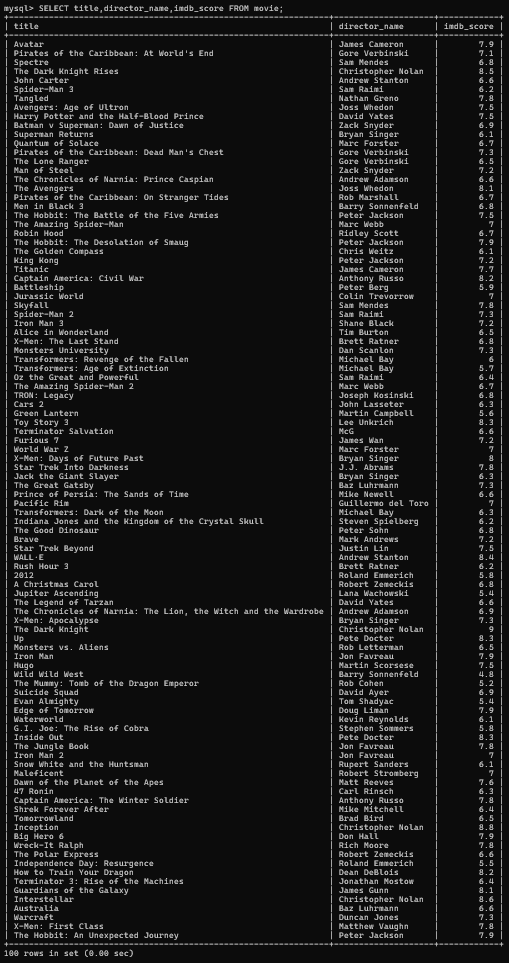 mysql> SELECT title,director_name,imdb_score FROM movie;
| title | director_name | imdb_score |
| Avatar | James Cameron | 7.9 |
| Pirates of the Caribbean: At World's End | Gore Verbinski | 7.1 |
| Spectre | Sam Mendes | 6.8 |
| The Dark Knight Rises | Christopher Nolan | 8.5 |
| John Carter | Andrew Stanton | 6.6 |
| Spider-Man 3 | Sam Raimi | 6.2 |
| Tangled | Nathan Greno | 7.8 |
| Avengers: Age of Ultron | Joss Whedon | 7.5 |
| Harry Potter and the Half-Blood Prince | David Yates | 7.5 |
| Batman v Superman: Dawn of Justice | Zack Snyder | 6.9 |
| Superman Returns | Bryan Singer | 6.1 |
| Quantum of Solace | Marc Forster | 6.7 |
| Pirates of the Caribbean: Dead Man's Chest | Gore Verbinski | 7.3 |
| The Lone Ranger | Gore Verbinski | 6.5 |
| Man of Steel | Zack Snyder | 7.2 |
| The Chronicles of Narnia: Prince Caspian | Andrew Adamson | 6.6 |
| The Avengers | Joss Whedon | 8.1 |
| Pirates of the Caribbean: On Stranger Tides | Rob Marshall | 6.7 |
| Men in Black 3 | Barry Sonnenfeld | 6.8 |
| The Hobbit: The Battle of the Five Armies | Peter Jackson | 7.5 |
| The Amazing Spider-Man | Marc Webb | 7 |
| Robin Hood | Ridley Scott | 6.7 |
| The Hobbit: The Desolation of Smaug | Peter Jackson | 7.9 |
| The Golden Compass | Chris Weitz | 6.1 |
| King Kong | Peter Jackson | 7.2 |
| Titanic | James Cameron | 7.7 |
| Captain America: Civil War | Anthony Russo | 8.2 |
| Battleship | Peter Berg | 5.9 |
| Jurassic World | Colin Trevorrow | 7 |
| Skyfall | Sam Mendes | 7.8 |
| Spider-Man 2 | Sam Raimi | 7.3 |
| Iron Man 3 | Shane Black | 7.2 |
| Alice in Wonderland | Tim Burton | 6.5 |
| X-Men: The Last Stand | Brett Ratner | 6.8 |
| Monsters University | Dan Scanlon | 7.3 |
| Transformers: Revenge of the Fallen | Michael Bay | 6 |
| Transformers: Age of Extinction | Michael Bay | 5.7 |
| Oz the Great and Powerful | Sam Raimi | 6.4 |
| The Amazing Spider-Man 2 | Marc Webb | 6.7 |
| TRON: Legacy | Joseph Kosinski | 6.8 |
| Cars 2 | John Lasseter | 6.3 |
| Green Lantern | Martin Campbell | 5.6 |
| Toy Story 3 | Lee Unkrich | 8.3 |
| Terminator Salvation | McG | 6.6 |
| Furious 7 | James Wan | 7.2 |
| World War Z | Marc Forster | 7 |
| X-Men: Days of Future Past | Bryan Singer | 8 |
| Star Trek Into Darkness | J.J. Abrams | 7.8 |
| Jack the Giant Slayer | Bryan Singer | 6.3 |
| The Great Gatsby | Baz Luhrmann | 7.3 |
| Prince of Persia: The Sands of Time | Mike Newell | 6.6 |
| Pacific Rim | Guillermo del Toro | 7 |
| Transformers: Dark of the Moon | Michael Bay | 6.3 |
| Indiana Jones and the Kingdom of the Crystal Skull | Steven Spielberg | 6.2 |
| The Good Dinosaur | Peter Sohn | 6.8 |
| Brave | Mark Andrews | 7.2 |
| Star Trek Beyond | Justin Lin | 7.5 |
| WALL·E | Andrew Stanton | 8.4 |
| Rush Hour 3 | Brett Ratner | 6.2 |
| 2012 | Roland Emmerich | 5.8 |
| A Christmas Carol | Robert Zemeckis | 6.8 |
| Jupiter Ascending | Lana Wachowski | 5.4 |
| The Legend of Tarzan | David Yates | 6.6 |
| The Chronicles of Narnia: The Lion, the Witch and the Wardrobe | Andrew Adamson | 6.9 |
| X-Men: Apocalypse | Bryan Singer | 7.3 |
| The Dark Knight | Christopher Nolan | 9 |
| Up | Pete Docter | 8.3 |
| Monsters vs. Aliens | Rob Letterman | 6.5 |
| Iron Man | Jon Favreau | 7.9 |
| Hugo | Martin Scorsese | 7.5 |
| Wild Wild West | Barry Sonnenfeld | 4.8 |
| The Mummy: Tomb of the Dragon Emperor | Rob Cohen | 5.2 |
| Suicide Squad | David Ayer | 6.9 |
| Evan Almighty | Tom Shadyac | 5.4 |
| Edge of Tomorrow | Doug Liman | 7.9 |
| Waterworld | Kevin Reynolds | 6.1 |
| G.I. Joe: The Rise of Cobra | Stephen Sommers | 5.8 |
| Inside Out | Pete Docter | 8.3 |
| The Jungle Book | Jon Favreau | 7.8 |
| Iron Man 2 | Jon Favreau | 7 |
| Snow White and the Huntsman | Rupert Sanders | 6.1 |
| Maleficent | Robert Stromberg | 7 |
| Dawn of the Planet of the Apes | Matt Reeves | 7.6 |
| 47 Ronin | Carl Rinsch | 6.3 |
| Captain America: The Winter Soldier | Anthony Russo | 7.8 |
| Shrek Forever After | Mike Mitchell | 6.4 |
| Tomorrowland | Brad Bird | 6.5 |
| Inception | Christopher Nolan | 8.8 |
| Big Hero 6 | Don Hall | 7.9 |
| Wreck-It Ralph | Rich Moore | 7.8 |
| The Polar Express | Robert Zemeckis | 6.6 |
| Independence Day: Resurgence | Roland Emmerich | 5.5 |
| How to Train Your Dragon | Dean DeBlois | 8.2 |
| Terminator 3: Rise of the Machines | Jonathan Mostow | 6.4 |
| Guardians of the Galaxy | James Gunn | 8.1 |
| Interstellar | Christopher Nolan | 8.6 |
| Australia | Baz Luhrmann | 6.6 |
| Warcraft | Duncan Jones | 7.3 |
| X-Men: First Class | Matthew Vaughn | 7.8 |
| The Hobbit: An Unexpected Journey | Peter Jackson | 7.9 |
100 rows in set (0.00 sec)